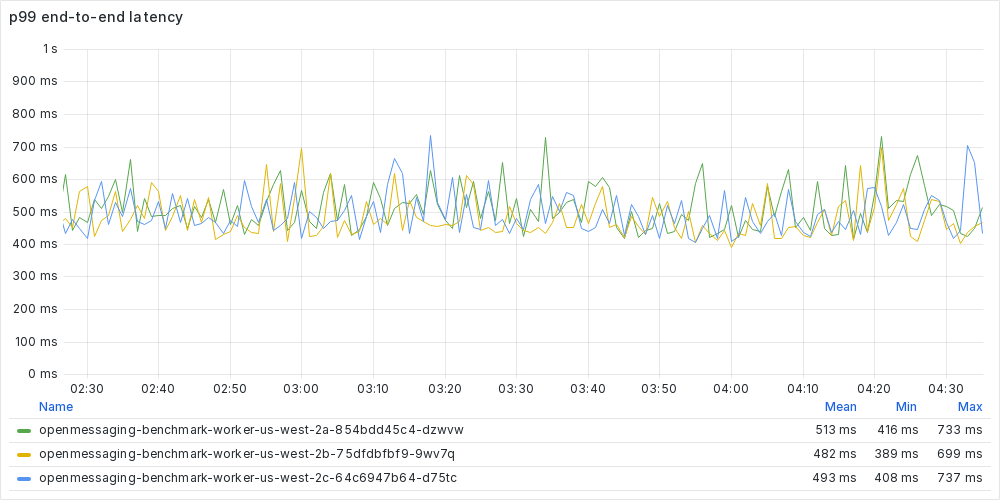 p99 end-to-end latency
1 s
900 ms
800 ms
700 ms
600 ms
500 ms
400 ms
300 ms
200 ms
100 ms
0 ms
02:30 02:40 02:50 03:00 03:10 03:20 03:30 03:40 03:50 04:00 04:10 04:20 04:30
Name Mean Min Max
openmessaging-benchmark-worker-us-west-2a-854bdd45c4-dzwvw 513 ms 416 ms 733 ms
openmessaging-benchmark-worker-us-west-2b-75dfdbfbf9-9wv7q 482 ms 389 ms 699 ms
openmessaging-benchmark-worker-us-west-2c-64c6947b64-d75tc 493 ms 408 ms 737 ms